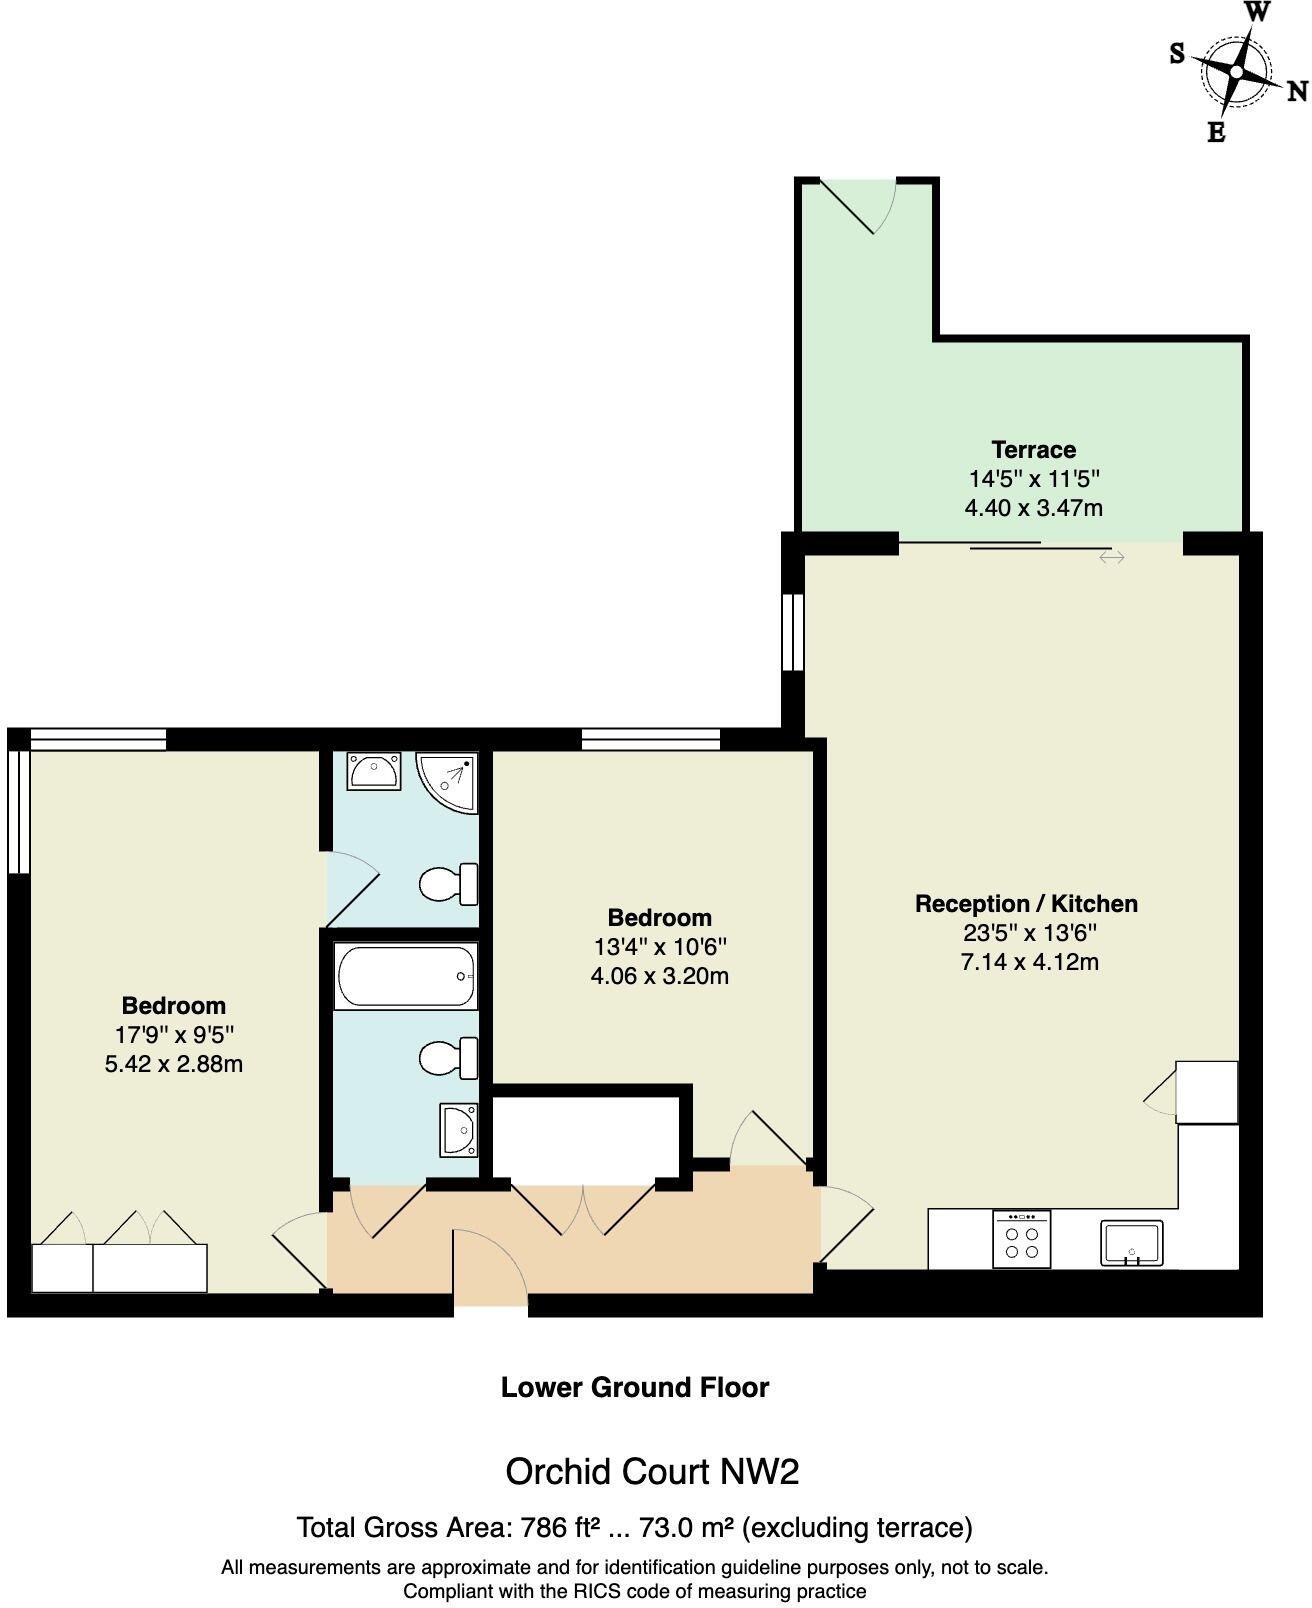 W
S
N
E
Terrace
14'5" x 11'5"
4.40 x 3.47m
Reception / Kitchen
23'5" x 13'6"
7.14 x 4.12m
Bedroom
13'4" x 10'6"
4.06 x 3.20m
Bedroom
17'9" x 9'5"
5.42 x 2.88m
Lower Ground Floor
Orchid Court NW2
Total Gross Area: 786 ft² ... 73.0 m² (excluding terrace)
All measurements are approximate and for identification guideline purposes only, not to scale.
Compliant with the RICS code of measuring practice